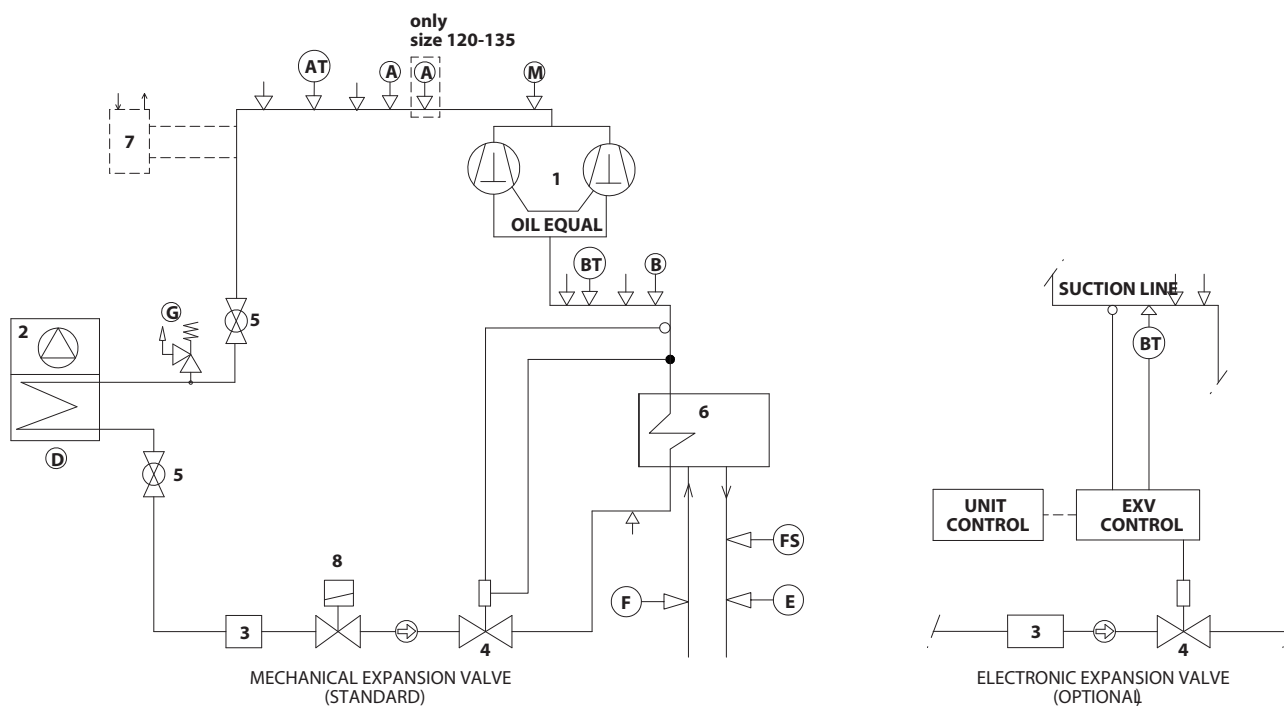 only
size 120-135
AT
A
A
M
7
1
OIL EQUAL
BT
B
G
5
2
SUCTION LINE
BT
6
D
5
UNIT
CONTROL
EXV
CONTROL
FS
8
F
E
3
4
3
4
MECHANICAL EXPANSION VALVE
(STANDARD)
ELECTRONIC EXPANSION VALVE
(OPTIONAL)